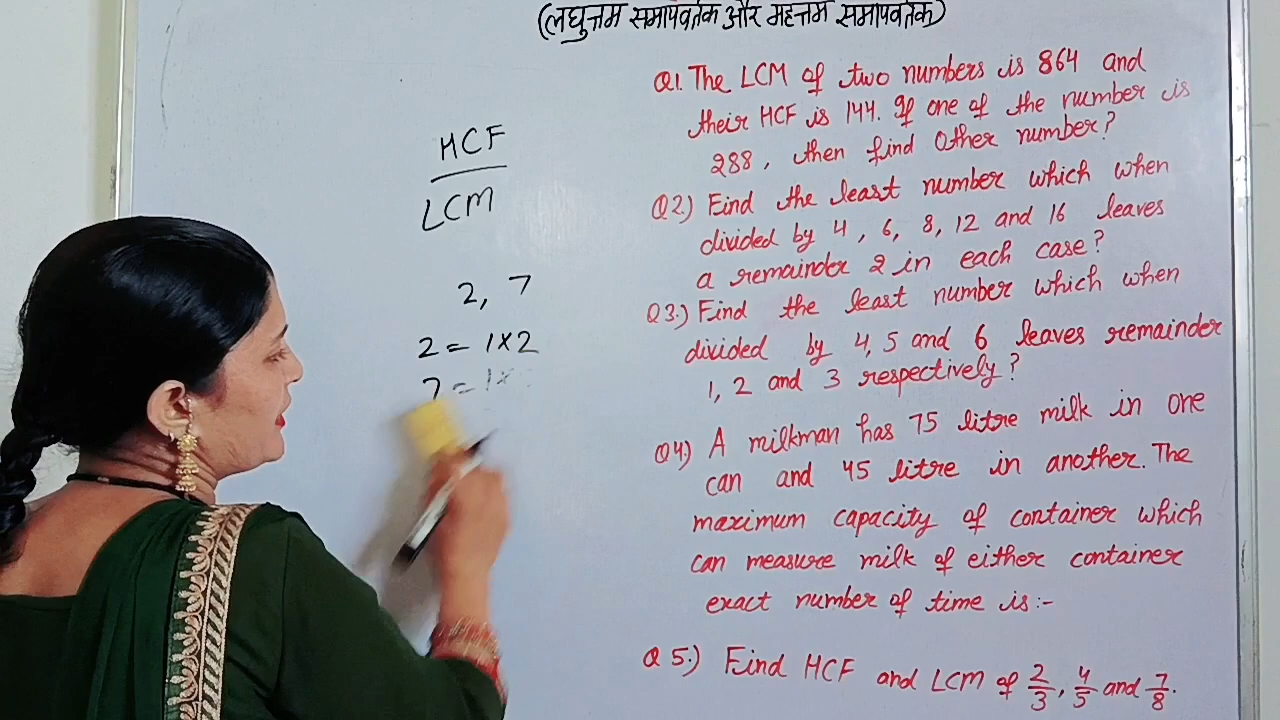 (लघुत्तम समापवर्तक और महत्तम समापवर्तक)
HCF
LCM
2, 7
2 = 1×2
7 = 1×
Q1. The LCM of two numbers is 864 and
their HCF is 144. If one of the number is
288, then find Other number?
Q2.) Find the least number which when
divided by 4, 6, 8, 12 and 16 leaves
a remainder 2 in each case?
Q3.) Find the least number which when
divided by 4, 5 and 6 leaves remainder
1, 2 and 3 respectively?
Q4.) A milkman has 75 litre milk in one
can and 45 litre in another. The
maximum capacity of container which
can measure milk of either container
exact number of time is:-
Q 5.) Find HCF and LCM of 2/3, 4/5 and 7/8.